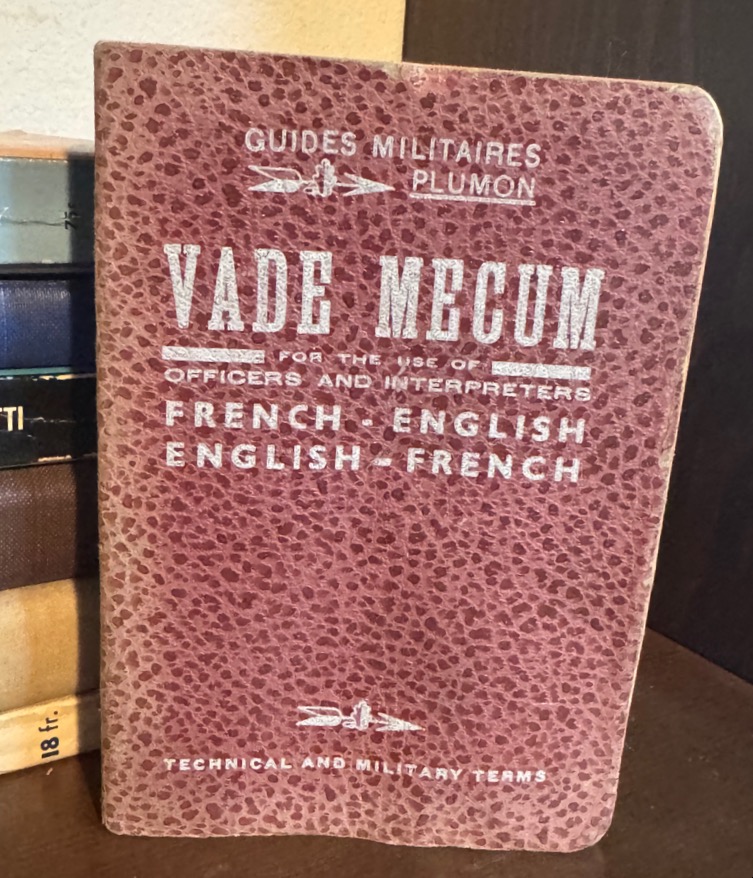 GUIDES MILITAIRES
PLUMON
VADE MECUM
FOR THE USE OF
OFFICERS AND INTERPRETERS
FRENCH - ENGLISH
ENGLISH - FRENCH
TECHNICAL AND MILITARY TERMS
TTI
18 fr.
75